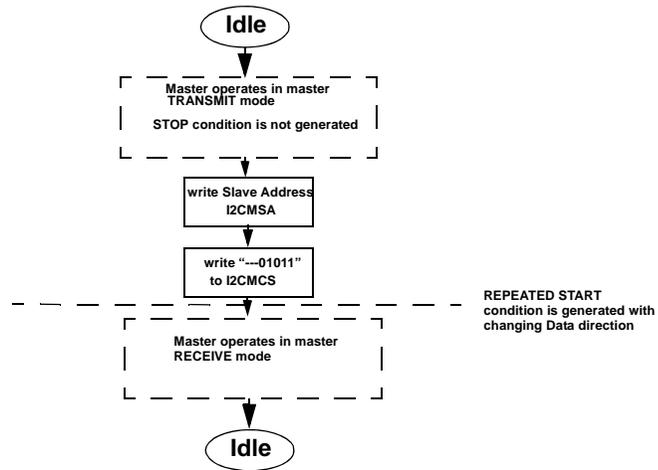 Idle
Master operates in master
TRANSMIT mode
STOP condition is not generated
write Slave Address
I2CMSA
write “---01011”
to I2CMCS
REPEATED START
condition is generated with
changing Data direction
Master operates in master
RECEIVE mode
Idle